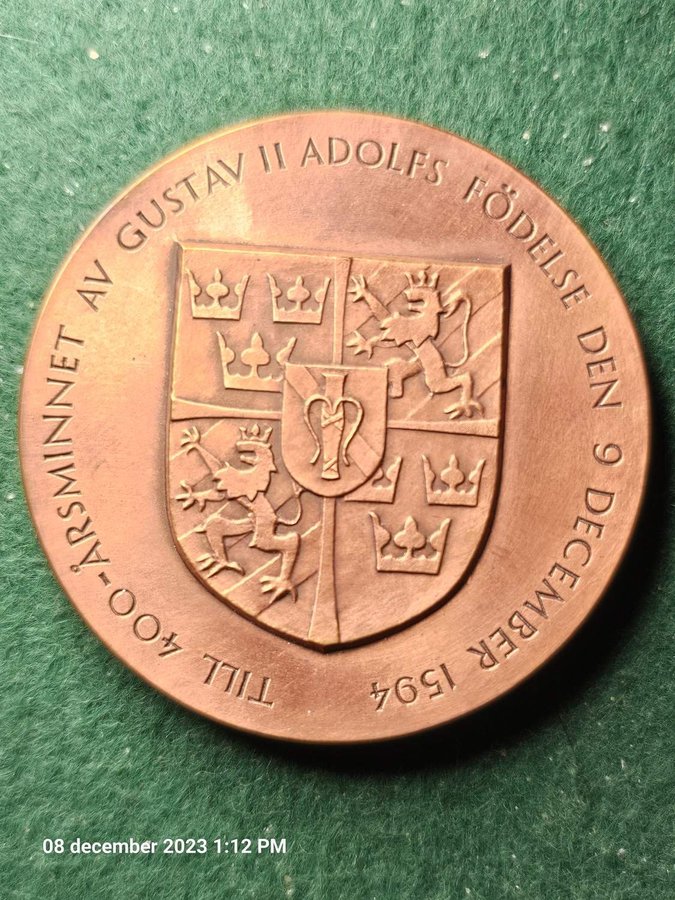 TILL 400-ÅRSMINNET AV GUSTAV II ADOLFS FÖDELSE DEN 9 DECEMBER 1594
08 december 2023 1:12 PM